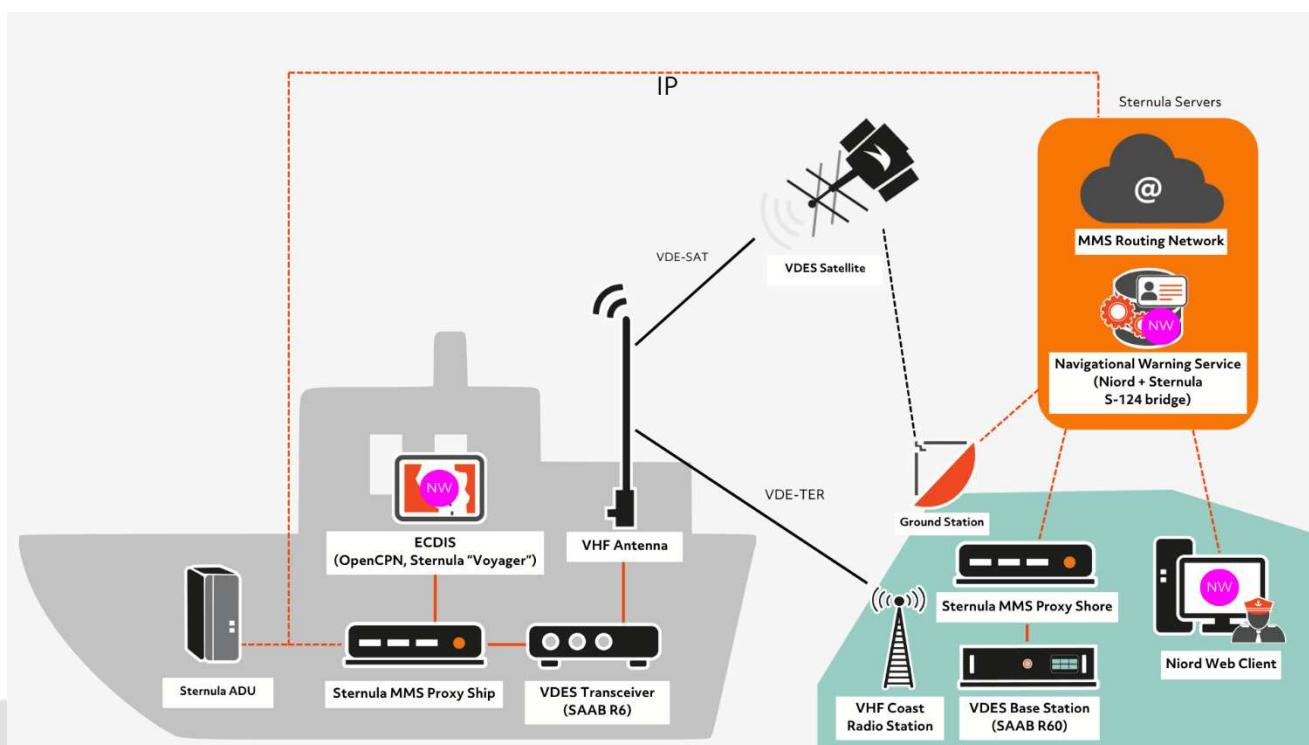 IP
Sternula Servers
@
MMS Routing Network
VDE-SAT
VDES Satellite
NW
Navigational Warning Service
(Niord + Sternula
S-124 bridge)
NW
VDE-TER
Ground Station
ECDIS
(OpenCPN, Sternula “Voyager”)
VHF Antenna
Sternula MMS Proxy Shore
NW
Niord Web Client
Sternula ADU
Sternula MMS Proxy Ship
VDES Transceiver
(SAAB R6)
VHF Coast
Radio Station
VDES Base Station
(SAAB R60)